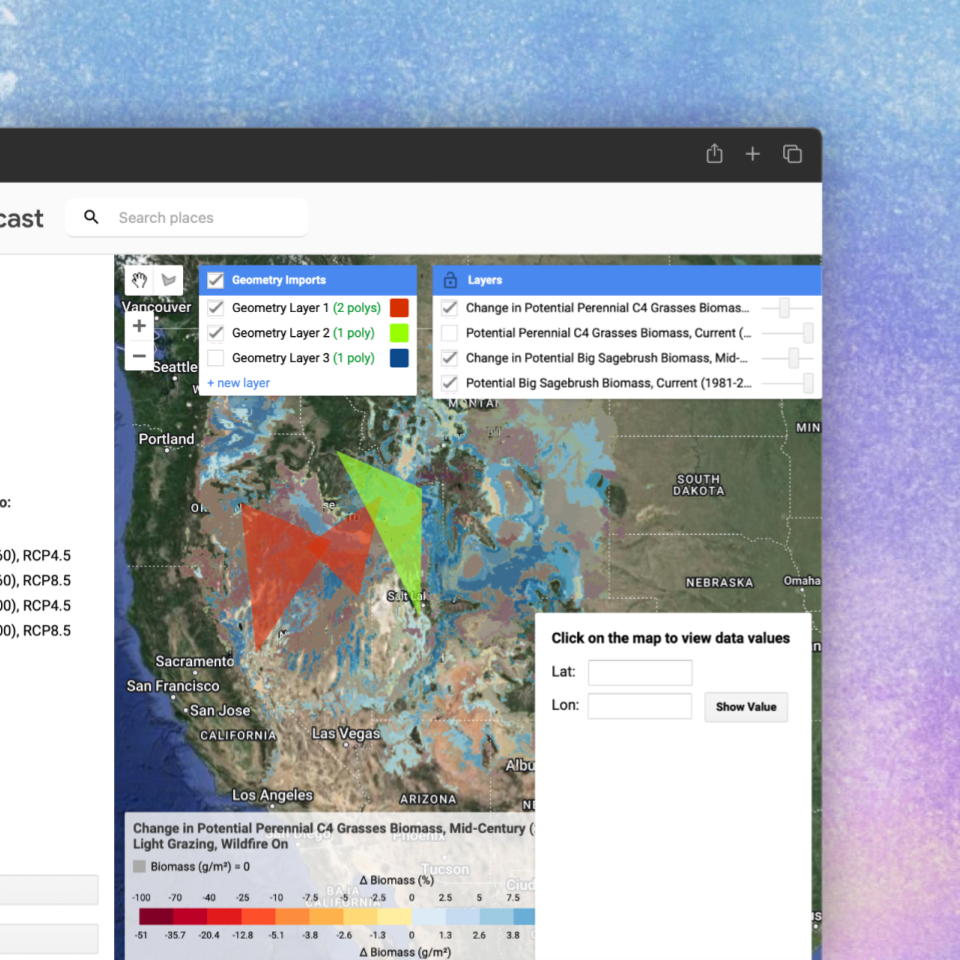 cast
Search places
Geometry Imports
Geometry Layer 1 (2 polys)
Geometry Layer 2 (1 poly)
Geometry Layer 3 (1 poly)
+ new layer
Layers
Change in Potential Perennial C4 Grasses Biomas...
Potential Perennial C4 Grasses Biomass, Current (...
Change in Potential Big Sagebrush Biomass, Mid-...
Potential Big Sagebrush Biomass, Current (1981-2...
Vancouver
+
−
Seattle
W
MONTAN
Portland
MIN
SOUTH
DAKOTA
o:
se
60), RCP4.5
60), RCP8.5
00), RCP4.5
00), RCP8.5
NEBRASKA
Omaha
Salt Lal
Click on the map to view data values
Lat:
Lon:
Show Value
Sacramento
San Francisco
San Jose
CALIFORNIA
Las Vegas
Albu
Los Angeles
ARIZONA
NE
Change in Potential Perennial C4 Grasses Biomass, Mid-Century (
Light Grazing, Wildfire On
San Diego
Phoenix
Biomass (g/m²) = 0
Tucson
Δ Biomass (%)
Ciud
BAJA
CALIFORNIA
-100 -70 -40 -25 -10 -7.5 -5 -2.5 0 2.5 5 7.5
-51 -35.7 -20.4 -12.8 -5.1 -3.8 -2.6 -1.3 0 1.3 2.6 3.8
Δ Biomass (g/m²)